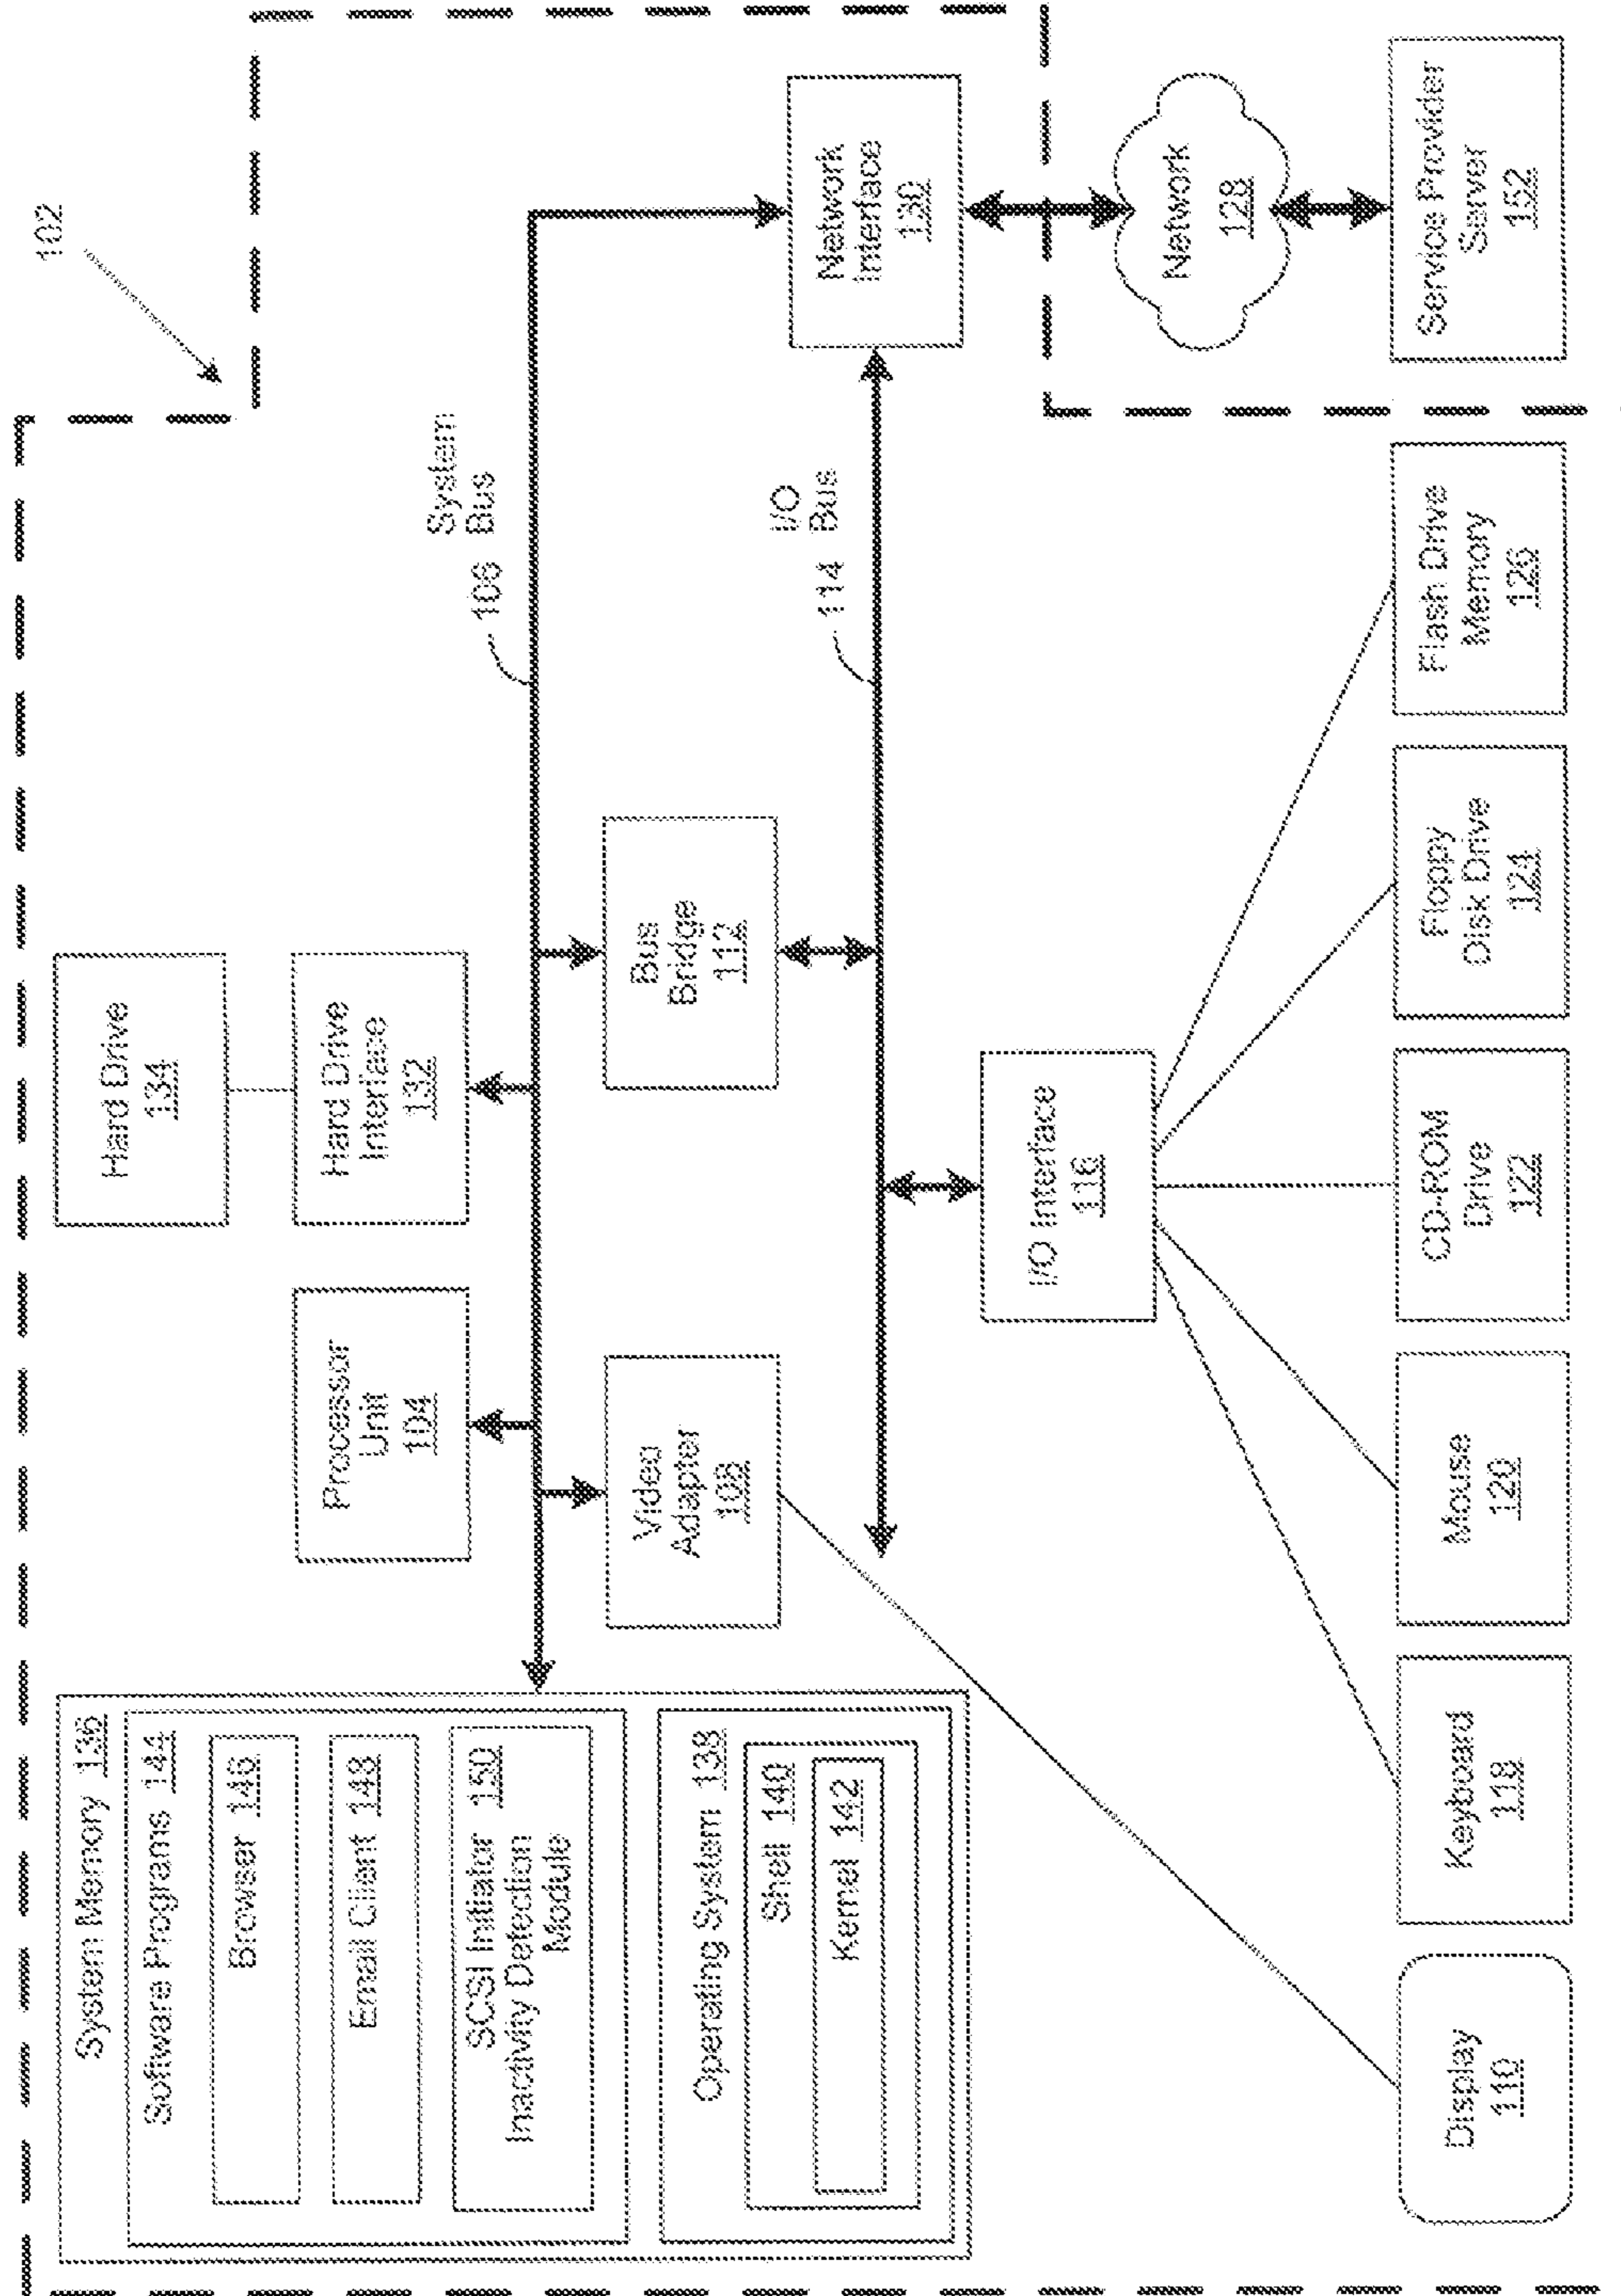 102
System Memory 136
Software Programs 144
Browser 146
Email Client 148
SCSI Initiator 150
Inactivity Detection
Module
Operating System 138
Shell 140
Kernel 142
Processor
Unit
104
Hard Drive
134
Hard Drive
Interface
132
Video
Adapter
108
Bus
Bridge
112
106
System
Bus
114
I/O
Bus
Network
Interface
130
I/O Interface
116
Network
128
Display
110
Keyboard
118
Mouse
120
CD-ROM
Drive
122
Floppy
Disk Drive
124
Flash Drive
Memory
126
Service Provider
Server
152